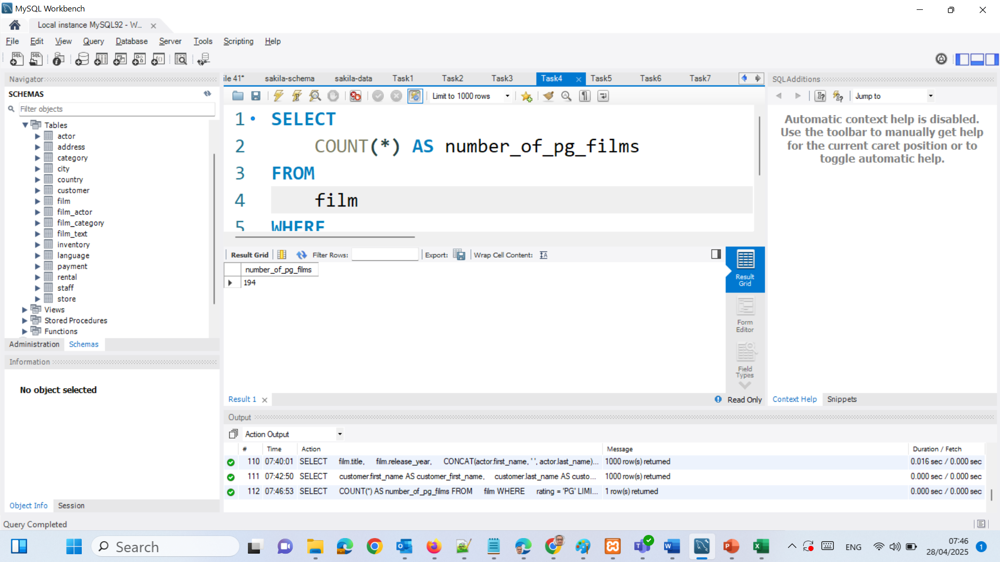 MySQL Workbench
Local instance MySQL92 - W...
File Edit View Query Database Server Tools Scripting Help
Navigator
SCHEMAS
Filter objects
Tables
actor
address
category
city
country
customer
film
film_actor
film_category
film_text
inventory
language
payment
rental
staff
store
Views
Stored Procedures
Functions
Administration Schemas
Information
No object selected
Object Info Session
Query Completed
ile 41* sakila-schema sakila-data Task1 Task2 Task3 Task4 Task5 Task6 Task7
Limit to 1000 rows
1 SELECT
2 COUNT(*) AS number_of_pg_films
3 FROM
4 film
5 WHERE
Result Grid Filter Rows: Export: Wrap Cell Content:
number_of_pg_films
194
Result
Grid
Form
Editor
Field
Types
Result 1 Read Only
SQLAdditions
Jump to
Automatic context help is disabled.
Use the toolbar to manually get help
for the current caret position or to
toggle automatic help.
Context Help Snippets
Output
Action Output
# Time Action Message Duration / Fetch
110 07:40:01 SELECT film.title, film.release_year, CONCAT(actor.first_name, ' ', actor.last_name)... 1000 row(s) returned 0.016 sec / 0.000 sec
111 07:42:50 SELECT customer.first_name AS customer_first_name, customer.last_name AS custo... 1000 row(s) returned 0.000 sec / 0.000 sec
112 07:46:53 SELECT COUNT(*) AS number_of_pg_films FROM film WHERE rating = 'PG' LIMI... 1 row(s) returned 0.000 sec / 0.000 sec
Search
ENG
07:46
28/04/2025
1